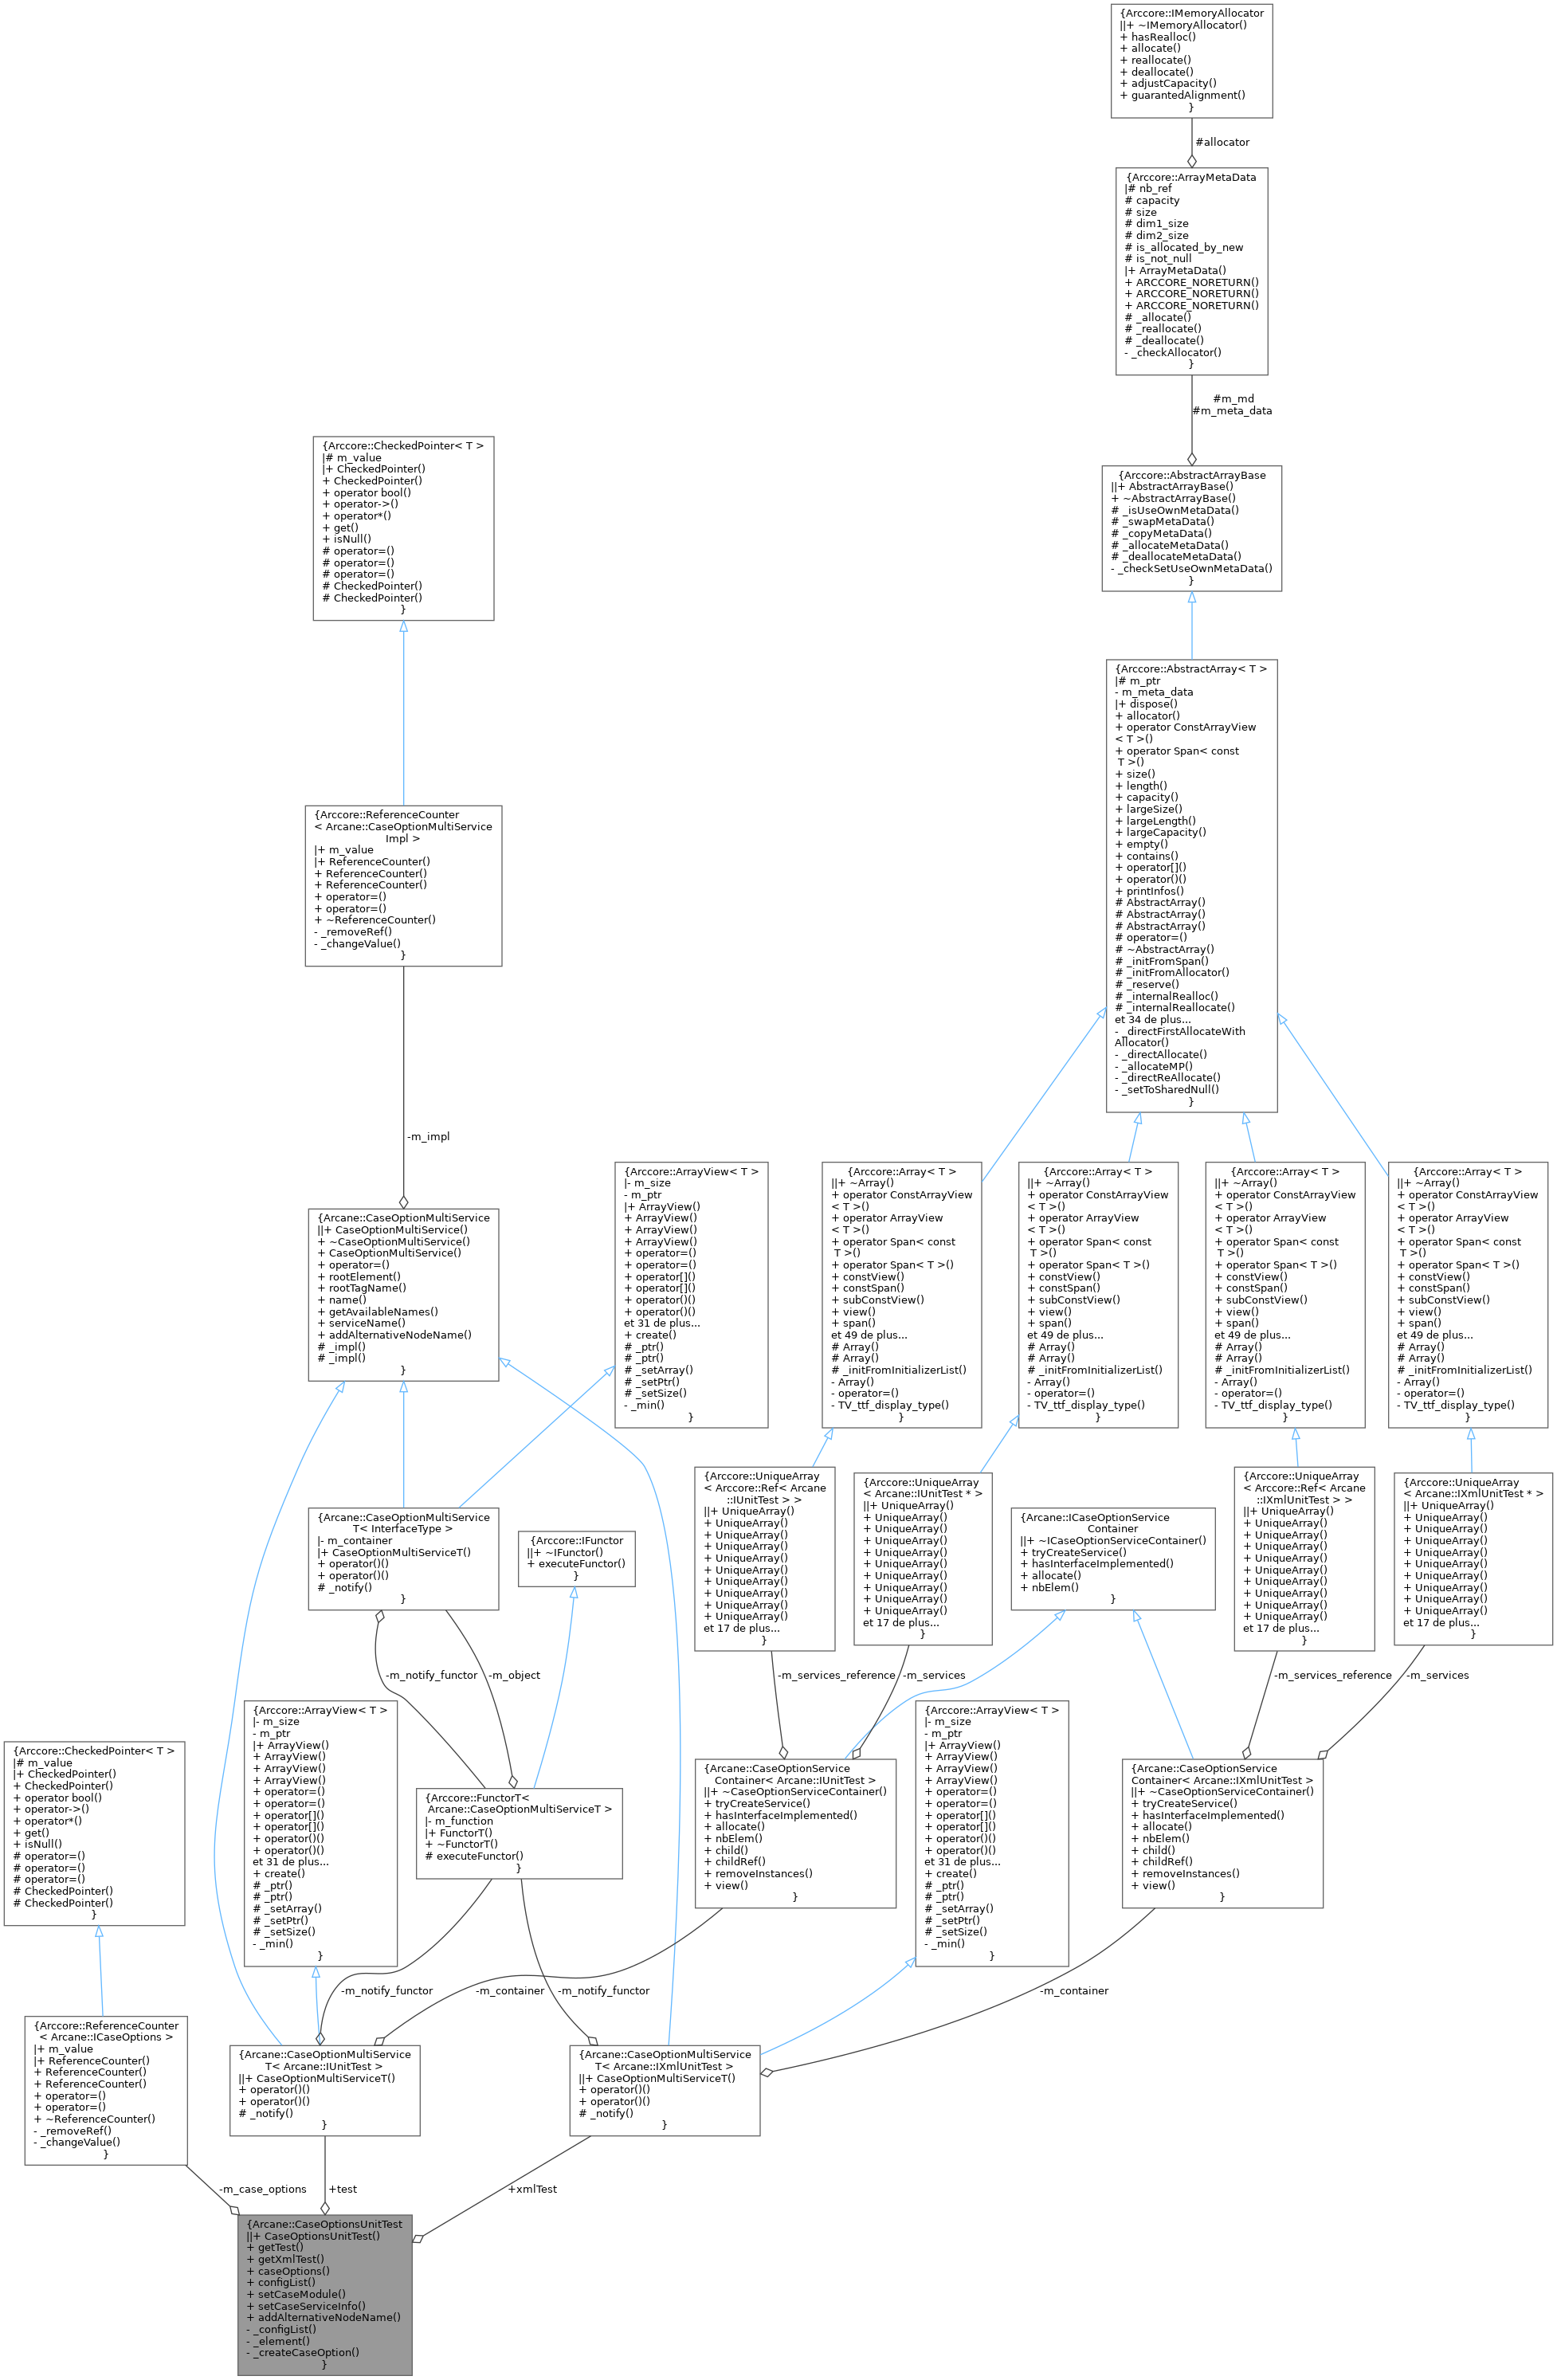 {Arccore::IMemoryAllocator
||+ ~IMemoryAllocator()
+ hasRealloc()
+ allocate()
+ reallocate()
+ deallocate()
+ adjustCapacity()
+ guarantedAlignment()
}
#allocator
{Arccore::ArrayMetaData
|# nb_ref
# capacity
# size
# dim1_size
# dim2_size
# is_allocated_by_new
# is_not_null
|+ ArrayMetaData()
+ ARCCORE_NORETURN()
+ ARCCORE_NORETURN()
+ ARCCORE_NORETURN()
# _allocate()
# _reallocate()
# _deallocate()
- _checkAllocator()
}
#m_md
#m_meta_data
{Arccore::CheckedPointer< T >
|# m_value
|+ CheckedPointer()
+ CheckedPointer()
+ operator bool()
+ operator->()
+ operator*()
+ get()
+ isNull()
# operator=()
# operator=()
# operator=()
# CheckedPointer()
# CheckedPointer()
}
{Arccore::AbstractArrayBase
||+ AbstractArrayBase()
+ ~AbstractArrayBase()
# _isUseOwnMetaData()
# _swapMetaData()
# _copyMetaData()
# _allocateMetaData()
# _deallocateMetaData()
- _checkSetUseOwnMetaData()
}
{Arccore::AbstractArray< T >
|# m_ptr
- m_meta_data
|+ dispose()
+ allocator()
+ operator ConstArrayView
< T >()
+ operator Span< const
T >()
+ size()
+ length()
+ capacity()
+ largeSize()
+ largeLength()
+ largeCapacity()
+ empty()
+ contains()
+ operator[]()
+ operator()()
+ printInfos()
# AbstractArray()
# AbstractArray()
# AbstractArray()
# operator=()
# ~AbstractArray()
# _initFromSpan()
# _initFromAllocator()
# _reserve()
# _internalRealloc()
# _internalReallocate()
et 34 de plus...
- _directFirstAllocateWith
Allocator()
- _directAllocate()
- _allocateMP()
- _directReAllocate()
- _setToSharedNull()
}
{Arccore::ReferenceCounter
< Arcane::CaseOptionMultiService
Impl >
|+ m_value
|+ ReferenceCounter()
+ ReferenceCounter()
+ ReferenceCounter()
+ operator=()
+ operator=()
+ ~ReferenceCounter()
- _removeRef()
- _changeValue()
}
-m_impl
{Arcane::CaseOptionMultiService
||+ CaseOptionMultiService()
+ ~CaseOptionMultiService()
+ CaseOptionMultiService()
+ operator=()
+ rootElement()
+ rootTagName()
+ name()
+ getAvailableNames()
+ serviceName()
+ addAlternativeNodeName()
# _impl()
# _impl()
}
{Arccore::ArrayView< T >
|- m_size
- m_ptr
|+ ArrayView()
+ ArrayView()
+ ArrayView()
+ ArrayView()
+ operator=()
+ operator=()
+ operator[]()
+ operator[]()
+ operator()()
+ operator()()
et 31 de plus...
+ create()
# _ptr()
# _ptr()
# _setArray()
# _setPtr()
# _setSize()
- _min()
}
{Arccore::Array< T >
||+ ~Array()
+ operator ConstArrayView
< T >()
+ operator ArrayView
< T >()
+ operator Span< const
T >()
+ operator Span< T >()
+ constView()
+ constSpan()
+ subConstView()
+ view()
+ span()
et 49 de plus...
# Array()
# Array()
# _initFromInitializerList()
- Array()
- operator=()
- TV_ttf_display_type()
}
{Arccore::Array< T >
||+ ~Array()
+ operator ConstArrayView
< T >()
+ operator ArrayView
< T >()
+ operator Span< const
T >()
+ operator Span< T >()
+ constView()
+ constSpan()
+ subConstView()
+ view()
+ span()
et 49 de plus...
# Array()
# Array()
# _initFromInitializerList()
- Array()
- operator=()
- TV_ttf_display_type()
}
{Arccore::Array< T >
||+ ~Array()
+ operator ConstArrayView
< T >()
+ operator ArrayView
< T >()
+ operator Span< const
T >()
+ operator Span< T >()
+ constView()
+ constSpan()
+ subConstView()
+ view()
+ span()
et 49 de plus...
# Array()
# Array()
# _initFromInitializerList()
- Array()
- operator=()
- TV_ttf_display_type()
}
{Arccore::Array< T >
||+ ~Array()
+ operator ConstArrayView
< T >()
+ operator ArrayView
< T >()
+ operator Span< const
T >()
+ operator Span< T >()
+ constView()
+ constSpan()
+ subConstView()
+ view()
+ span()
et 49 de plus...
# Array()
# Array()
# _initFromInitializerList()
- Array()
- operator=()
- TV_ttf_display_type()
}
{Arcane::CaseOptionMultiService
T< InterfaceType >
|- m_container
|+ CaseOptionMultiServiceT()
+ operator()()
+ operator()()
# _notify()
}
{Arccore::IFunctor
||+ ~IFunctor()
+ executeFunctor()
}
{Arccore::UniqueArray
< Arccore::Ref< Arcane
::IUnitTest > >
||+ UniqueArray()
+ UniqueArray()
+ UniqueArray()
+ UniqueArray()
+ UniqueArray()
+ UniqueArray()
+ UniqueArray()
+ UniqueArray()
+ UniqueArray()
+ UniqueArray()
et 17 de plus...
}
{Arccore::UniqueArray
< Arcane::IUnitTest * >
||+ UniqueArray()
+ UniqueArray()
+ UniqueArray()
+ UniqueArray()
+ UniqueArray()
+ UniqueArray()
+ UniqueArray()
+ UniqueArray()
+ UniqueArray()
+ UniqueArray()
et 17 de plus...
}
{Arcane::ICaseOptionService
Container
||+ ~ICaseOptionServiceContainer()
+ tryCreateService()
+ hasInterfaceImplemented()
+ allocate()
+ nbElem()
}
{Arccore::UniqueArray
< Arccore::Ref< Arcane
::IXmlUnitTest > >
||+ UniqueArray()
+ UniqueArray()
+ UniqueArray()
+ UniqueArray()
+ UniqueArray()
+ UniqueArray()
+ UniqueArray()
+ UniqueArray()
+ UniqueArray()
+ UniqueArray()
et 17 de plus...
}
{Arccore::UniqueArray
< Arcane::IXmlUnitTest * >
||+ UniqueArray()
+ UniqueArray()
+ UniqueArray()
+ UniqueArray()
+ UniqueArray()
+ UniqueArray()
+ UniqueArray()
+ UniqueArray()
+ UniqueArray()
+ UniqueArray()
et 17 de plus...
}
-m_notify_functor
-m_object
-m_services_reference
-m_services
-m_services_reference
-m_services
{Arccore::CheckedPointer< T >
|# m_value
|+ CheckedPointer()
+ CheckedPointer()
+ operator bool()
+ operator->()
+ operator*()
+ get()
+ isNull()
# operator=()
# operator=()
# operator=()
# CheckedPointer()
# CheckedPointer()
}
{Arccore::ArrayView< T >
|- m_size
- m_ptr
|+ ArrayView()
+ ArrayView()
+ ArrayView()
+ ArrayView()
+ operator=()
+ operator=()
+ operator[]()
+ operator[]()
+ operator()()
+ operator()()
et 31 de plus...
+ create()
# _ptr()
# _ptr()
# _setArray()
# _setPtr()
# _setSize()
- _min()
}
{Arccore::FunctorT<
Arcane::CaseOptionMultiServiceT >
|- m_function
|+ FunctorT()
+ ~FunctorT()
# executeFunctor()
}
{Arcane::CaseOptionService
Container< Arcane::IUnitTest >
||+ ~CaseOptionServiceContainer()
+ tryCreateService()
+ hasInterfaceImplemented()
+ allocate()
+ nbElem()
+ child()
+ childRef()
+ removeInstances()
+ view()
}
{Arccore::ArrayView< T >
|- m_size
- m_ptr
|+ ArrayView()
+ ArrayView()
+ ArrayView()
+ ArrayView()
+ operator=()
+ operator=()
+ operator[]()
+ operator[]()
+ operator()()
+ operator()()
et 31 de plus...
+ create()
# _ptr()
# _ptr()
# _setArray()
# _setPtr()
# _setSize()
- _min()
}
{Arcane::CaseOptionService
Container< Arcane::IXmlUnitTest >
||+ ~CaseOptionServiceContainer()
+ tryCreateService()
+ hasInterfaceImplemented()
+ allocate()
+ nbElem()
+ child()
+ childRef()
+ removeInstances()
+ view()
}
-m_notify_functor
-m_container
-m_notify_functor
-m_container
{Arccore::ReferenceCounter
< Arcane::ICaseOptions >
|+ m_value
|+ ReferenceCounter()
+ ReferenceCounter()
+ ReferenceCounter()
+ operator=()
+ operator=()
+ ~ReferenceCounter()
- _removeRef()
- _changeValue()
}
{Arcane::CaseOptionMultiService
T< Arcane::IUnitTest >
||+ CaseOptionMultiServiceT()
+ operator()()
+ operator()()
# _notify()
}
{Arcane::CaseOptionMultiService
T< Arcane::IXmlUnitTest >
||+ CaseOptionMultiServiceT()
+ operator()()
+ operator()()
# _notify()
}
-m_case_options
+test
+xmlTest
{Arcane::CaseOptionsUnitTest
||+ CaseOptionsUnitTest()
+ getTest()
+ getXmlTest()
+ caseOptions()
+ configList()
+ setCaseModule()
+ setCaseServiceInfo()
+ addAlternativeNodeName()
- _configList()
- _element()
- _createCaseOption()
}